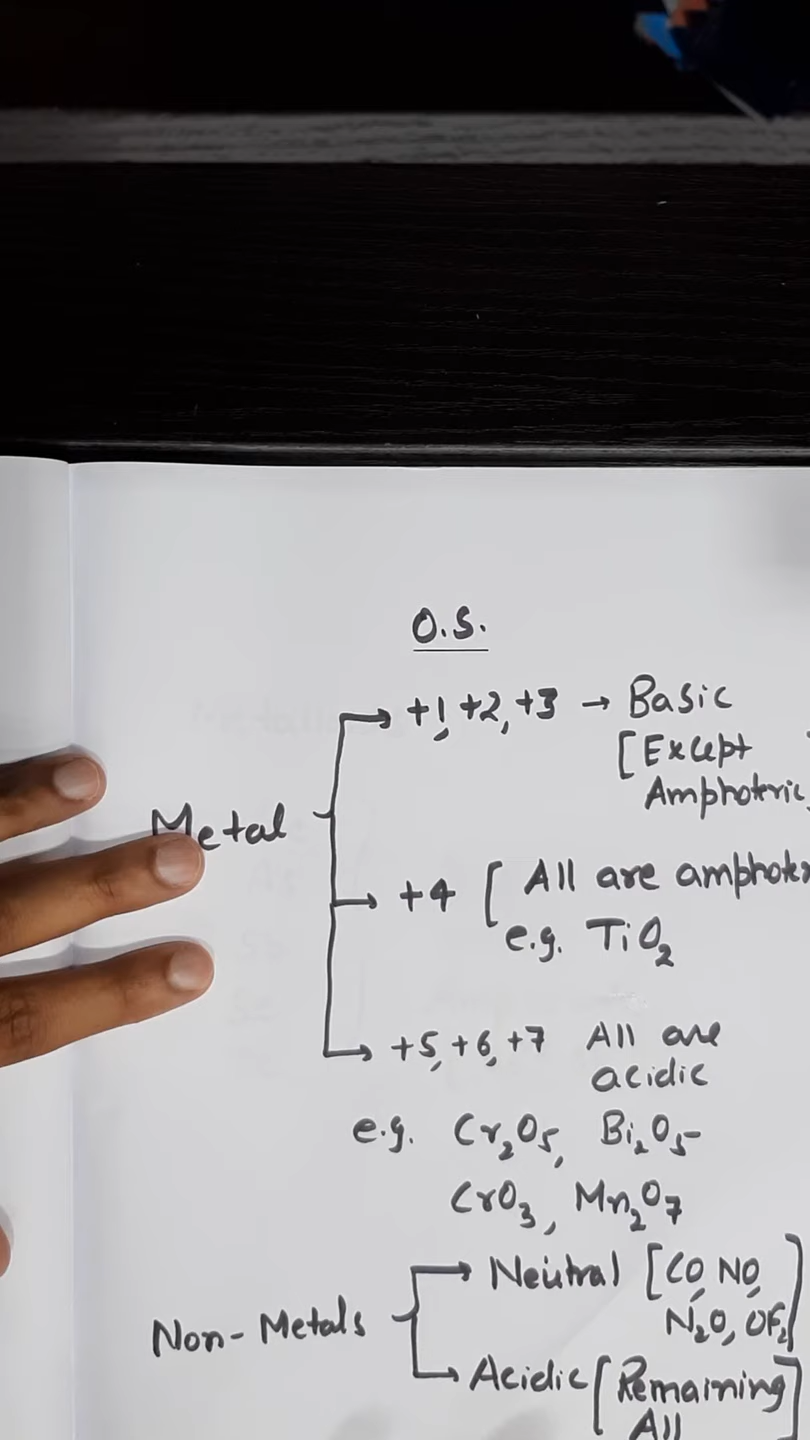 O.S.
Metal
+1, +2, +3 → Basic
[Except
Amphoteric]
+4 [ All are amphoter
e.g. TiO₂
+5, +6, +7 All are
acidic
e.g. Cr₂O₅, Bi₂O₅
CrO₃, Mn₂O₇
Non-Metals
Neutral [CO, NO,
N₂O, OF₂]
Acidic [Remaining]
All